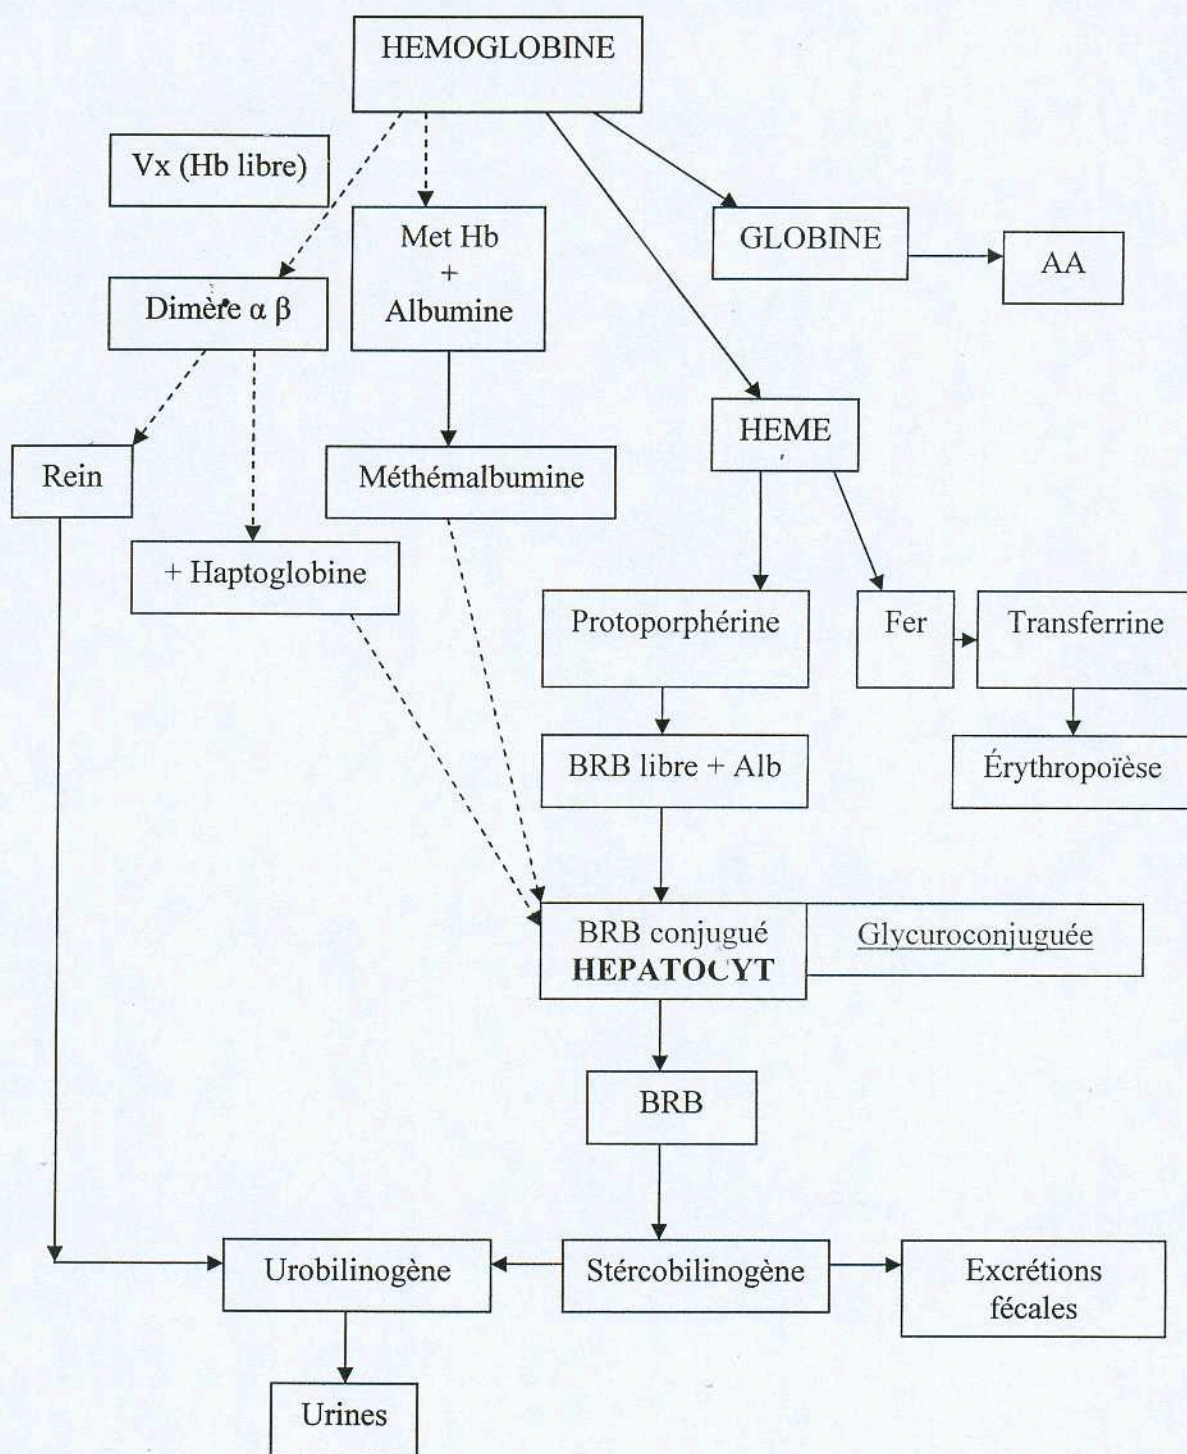 HEMOGLOBINE
Vx (Hb libre)
Met Hb
+
Albumine
GLOBINE
AA
Dimère α β
HEME
Rein
Méthémalbumine
+ Haptoglobine
Protoporphérine
Fer
Transferrine
BRB libre + Alb
Érythropoïèse
BRB conjugué
HEPATOCYT
Glycuroconjuguée
BRB
Urobilinogène
Stércobilinogène
Excrétions
fécales
Urines